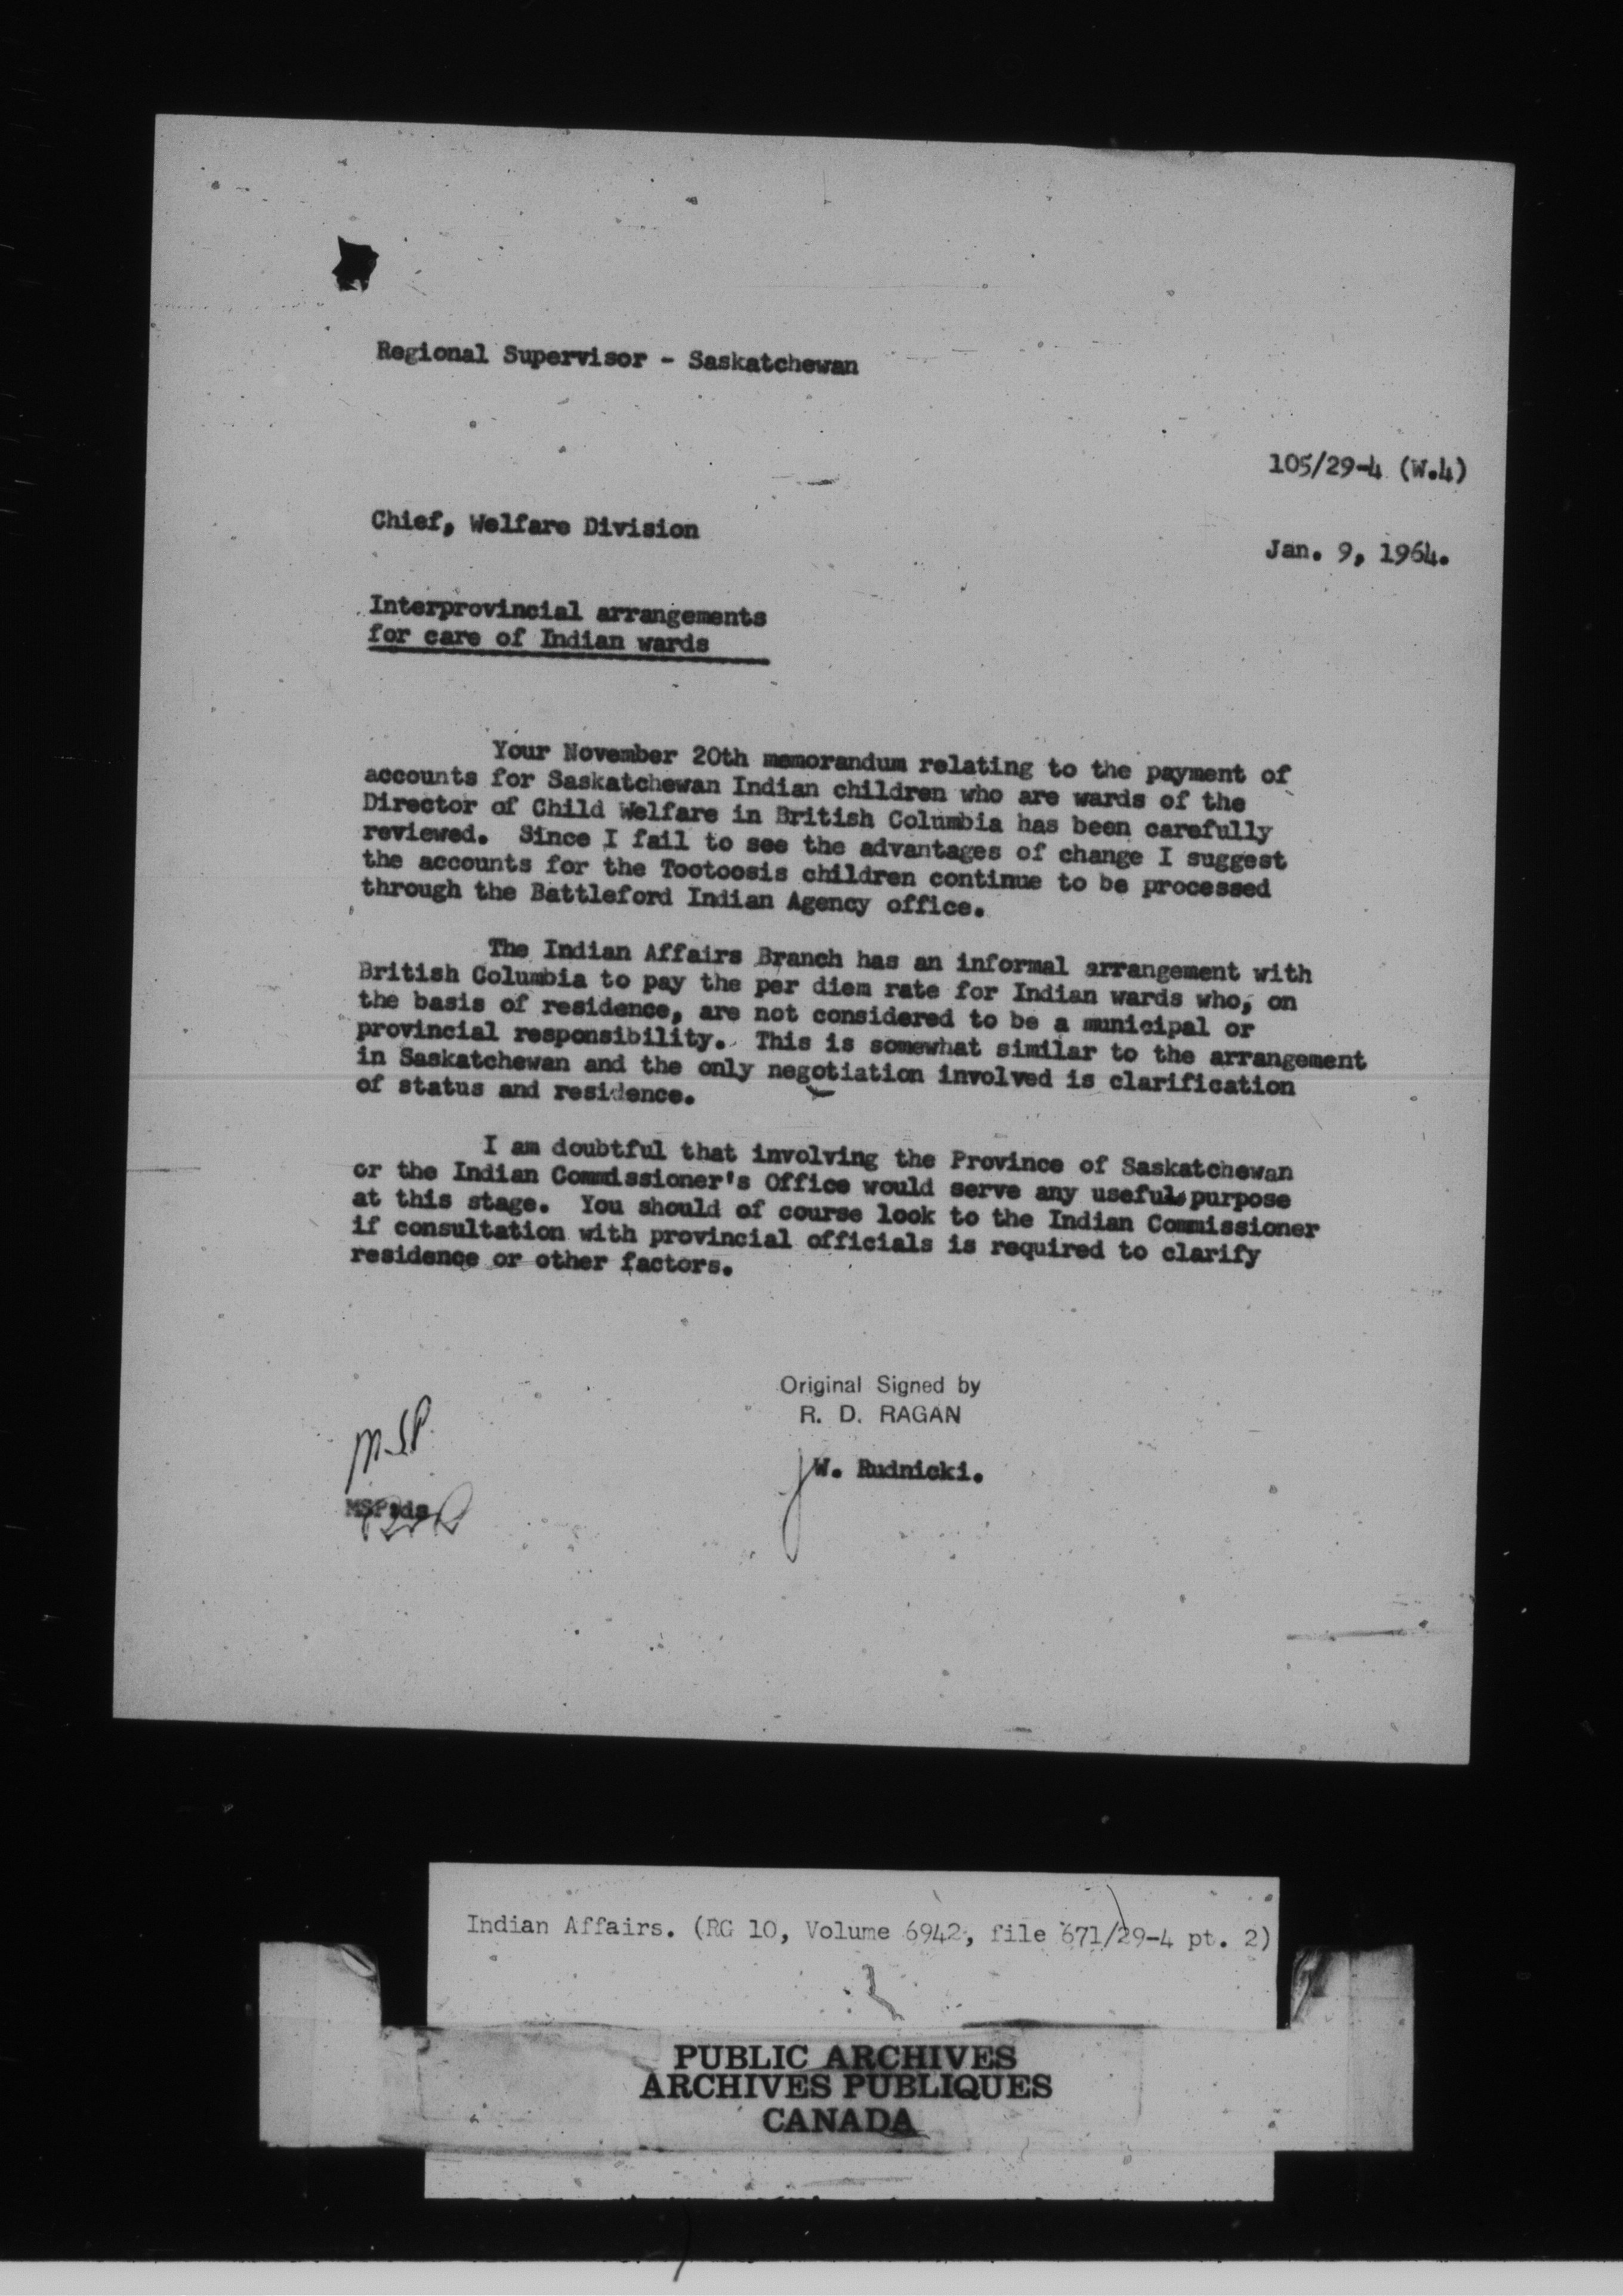 Regional Supervisor - Saskatchewan
105/29-4 (W.4)
Chief, Welfare Division
Jan. 9, 1964.
Interprovincial arrangements
for care of Indian wards
Your November 20th memorandum relating to the payment of
accounts for Saskatchewan Indian children who are wards of the
Director of Child Welfare in British Columbia has been carefully
reviewed. Since I fail to see the advantages of change I suggest
the accounts for the Tootoosis children continue to be processed
through the Battleford Indian Agency office.
The Indian Affairs Branch has an informal arrangement with
British Columbia to pay the per diem rate for Indian wards who, on
the basis of residence, are not considered to be a municipal or
provincial responsibility. This is somewhat similar to the arrangement
in Saskatchewan and the only negotiation involved is clarification
of status and residence.
I am doubtful that involving the Province of Saskatchewan
or the Indian Commissioner's Office would serve any useful purpose
at this stage. You should of course look to the Indian Commissioner
if consultation with provincial officials is required to clarify
residence or other factors.
Original Signed by
R. D. RAGAN
MSP
W. Rudnicki.
MSP:ds
Indian Affairs. (RG 10, Volume 6942, file 671/29-4 pt. 2)
PUBLIC ARCHIVES
ARCHIVES PUBLIQUES
CANADA